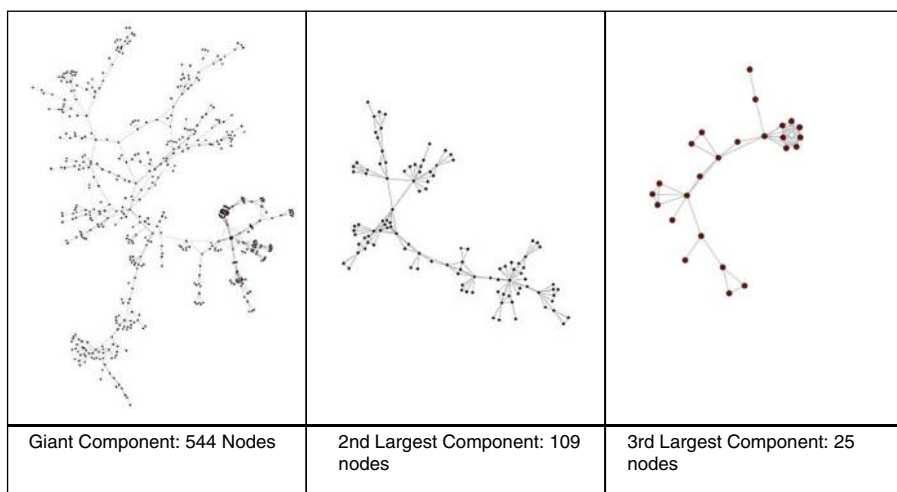 Giant Component: 544 Nodes
2nd Largest Component: 109
nodes
3rd Largest Component: 25
nodes